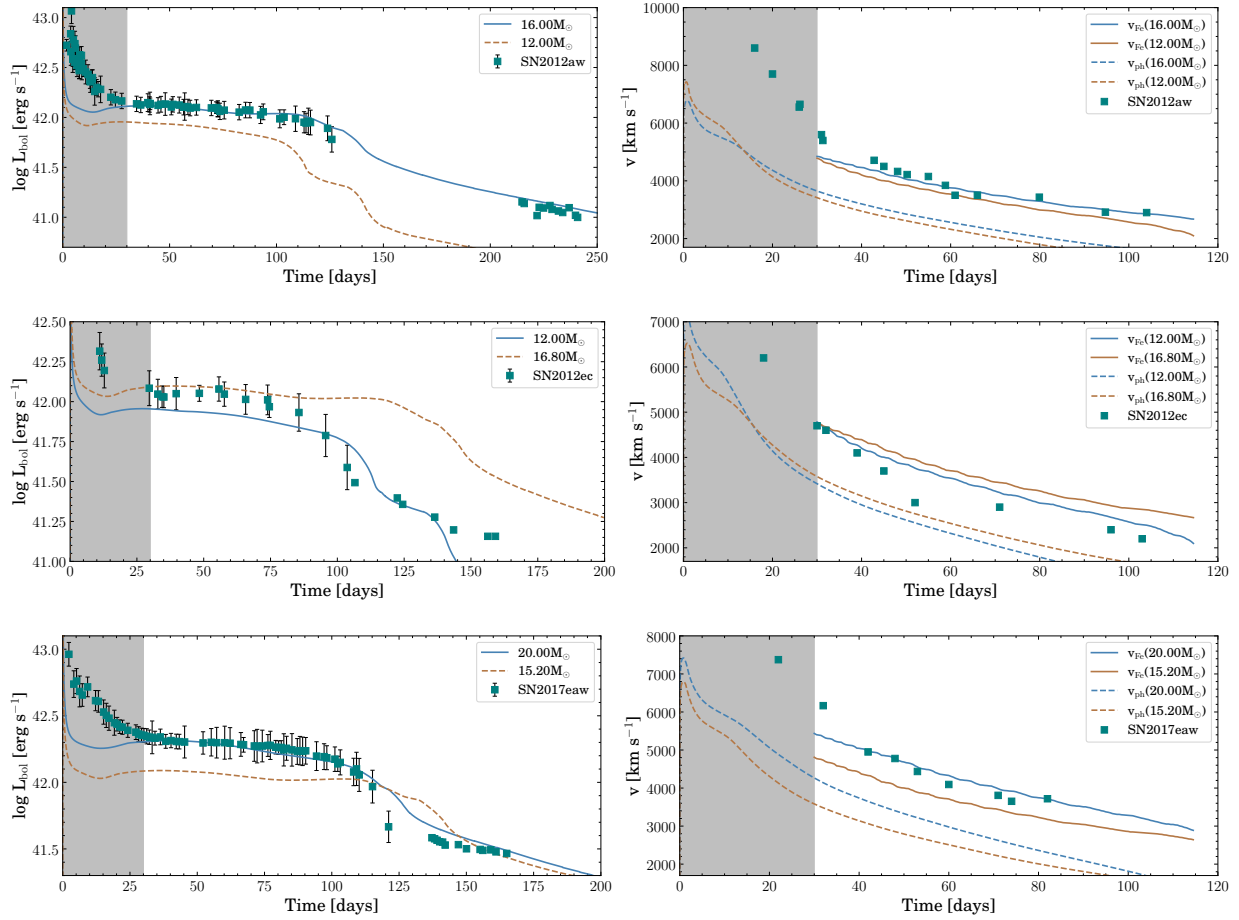 43.0
42.5
42.0
41.5
41.0
log L_bol [erg s⁻¹]
16.00M☉
12.00M☉
SN2012aw
0 50 100 150 200 250
Time [days]
10000
8000
6000
4000
2000
v [km s⁻¹]
v_Fe(16.00M☉)
v_Fe(12.00M☉)
v_ph(16.00M☉)
v_ph(12.00M☉)
SN2012aw
0 20 40 60 80 100 120
Time [days]
42.50
42.25
42.00
41.75
41.50
41.25
41.00
log L_bol [erg s⁻¹]
12.00M☉
16.80M☉
SN2012ec
0 25 50 75 100 125 150 175 200
Time [days]
7000
6000
5000
4000
3000
2000
v [km s⁻¹]
v_Fe(12.00M☉)
v_Fe(16.80M☉)
v_ph(12.00M☉)
v_ph(16.80M☉)
SN2012ec
0 20 40 60 80 100 120
Time [days]
43.0
42.5
42.0
41.5
log L_bol [erg s⁻¹]
20.00M☉
15.20M☉
SN2017eaw
0 25 50 75 100 125 150 175 200
Time [days]
8000
7000
6000
5000
4000
3000
2000
v [km s⁻¹]
v_Fe(20.00M☉)
v_Fe(15.20M☉)
v_ph(20.00M☉)
v_ph(15.20M☉)
SN2017eaw
0 20 40 60 80 100 120
Time [days]